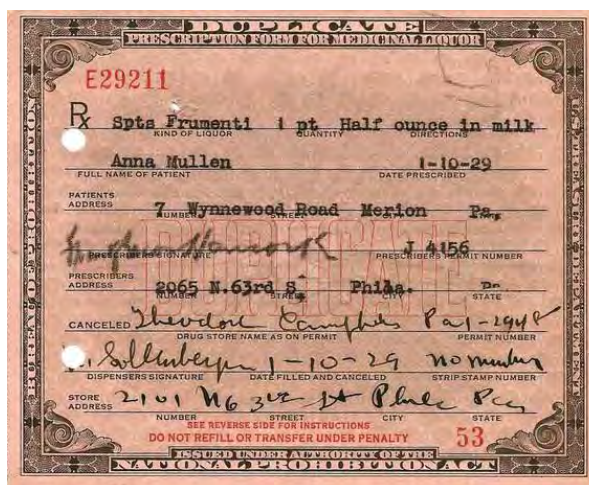 DUPLICATE
PRESCRIPTION FORM FOR MEDICINAL LIQUOR
E29211
Rx Spts Frumenti 1 pt Half ounce in milk
KIND OF LIQUOR QUANTITY DIRECTIONS
Anna Mullen 1-10-29
FULL NAME OF PATIENT DATE PRESCRIBED
PATIENTS
ADDRESS 7 Wynnewood Road Merion Pa.
NUMBER STREET CITY STATE
DUPLICATE
Hancock J 4156
PRESCRIBERS SIGNATURE PRESCRIBERS PERMIT NUMBER
PRESCRIBERS
ADDRESS 2065 N.63rd S Phila. Pa.
STREET CITY STATE
CANCELED Theodore Campbell Pa 1-2948
DRUG STORE NAME AS ON PERMIT PERMIT NUMBER
1-10-29 no number
DISPENSERS SIGNATURE DATE FILLED AND CANCELED STRIP STAMP NUMBER
STORE
ADDRESS 2101 N 63rd St Phila Pa
NUMBER STREET CITY STATE
SEE REVERSE SIDE FOR INSTRUCTIONS
DO NOT REFILL OR TRANSFER UNDER PENALTY 53
ISSUED UNDER AUTHORITY OF THE
NATIONAL PROHIBITION ACT